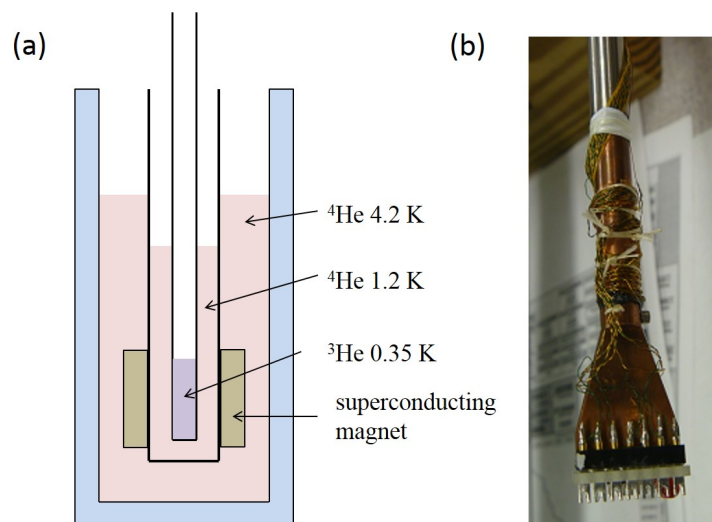 (a)
(b)
⁴He 4.2 K
⁴He 1.2 K
³He 0.35 K
superconducting
magnet